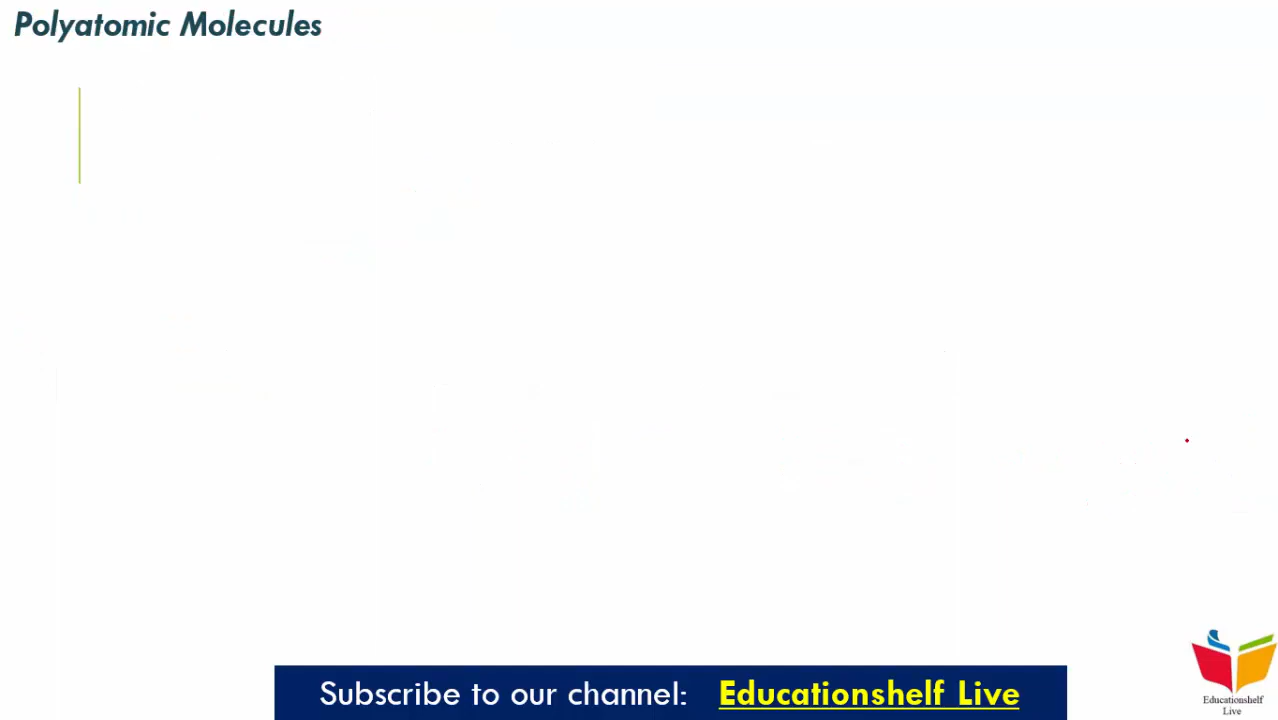 Polyatomic Molecules
Subscribe to our channel: Educationshelf Live
Educationshelf
Live